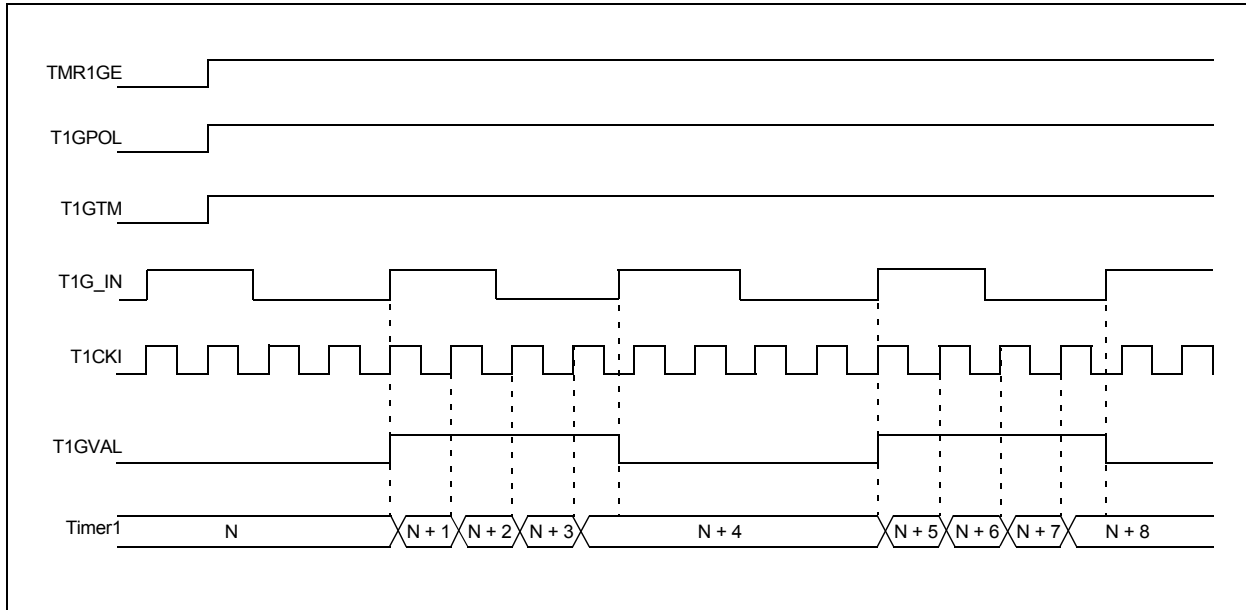 TMR1GE
T1GPOL
T1GTM
T1G_IN
T1CKI
T1GVAL
Timer1 N N + 1 N + 2 N + 3 N + 4 N + 5 N + 6 N + 7 N + 8